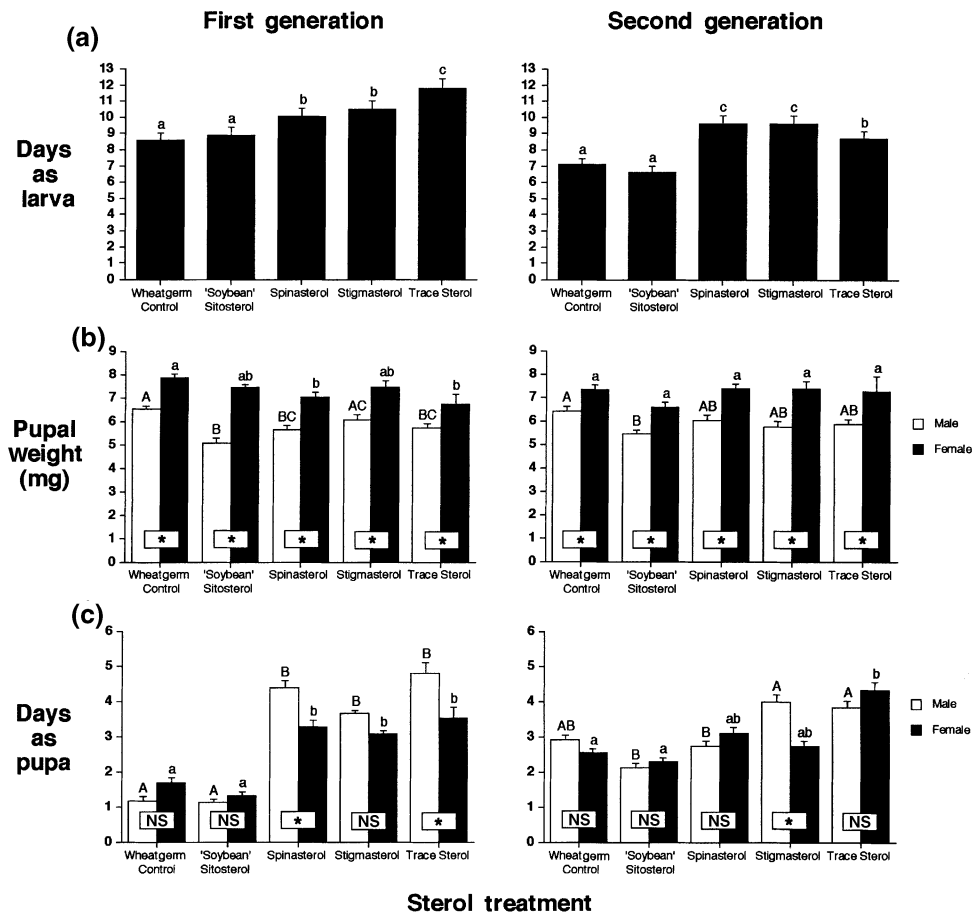 First generation
Second generation
(a)
Days
as
larva
13
12
11
10
9
8
7
6
5
4
3
2
1
0
a
a
b
b
c
Wheatgerm
Control
'Soybean'
Sitosterol
Spinasterol
Stigmasterol
Trace Sterol
13
12
11
10
9
8
7
6
5
4
3
2
1
0
a
a
c
c
b
Wheatgerm
Control
'Soybean'
Sitosterol
Spinasterol
Stigmasterol
Trace Sterol
(b)
Pupal
weight
(mg)
9
8
7
6
5
4
3
2
1
0
A a
B ab
BC b
AC ab
BC b
* * * * *
Wheatgerm
Control
'Soybean'
Sitosterol
Spinasterol
Stigmasterol
Trace Sterol
9
8
7
6
5
4
3
2
1
0
A a
B a
AB a
AB a
AB a
* * * * *
Wheatgerm
Control
'Soybean'
Sitosterol
Spinasterol
Stigmasterol
Trace Sterol
Male
Female
(c)
Days
as
pupa
6
5
4
3
2
1
0
A a
A a
B b
B b
B b
NS NS * NS *
Wheatgerm
Control
'Soybean'
Sitosterol
Spinasterol
Stigmasterol
Trace Sterol
6
5
4
3
2
1
0
AB a
B a
B ab
A ab
A b
NS NS NS * NS
Wheatgerm
Control
'Soybean'
Sitosterol
Spinasterol
Stigmasterol
Trace Sterol
Male
Female
Sterol treatment